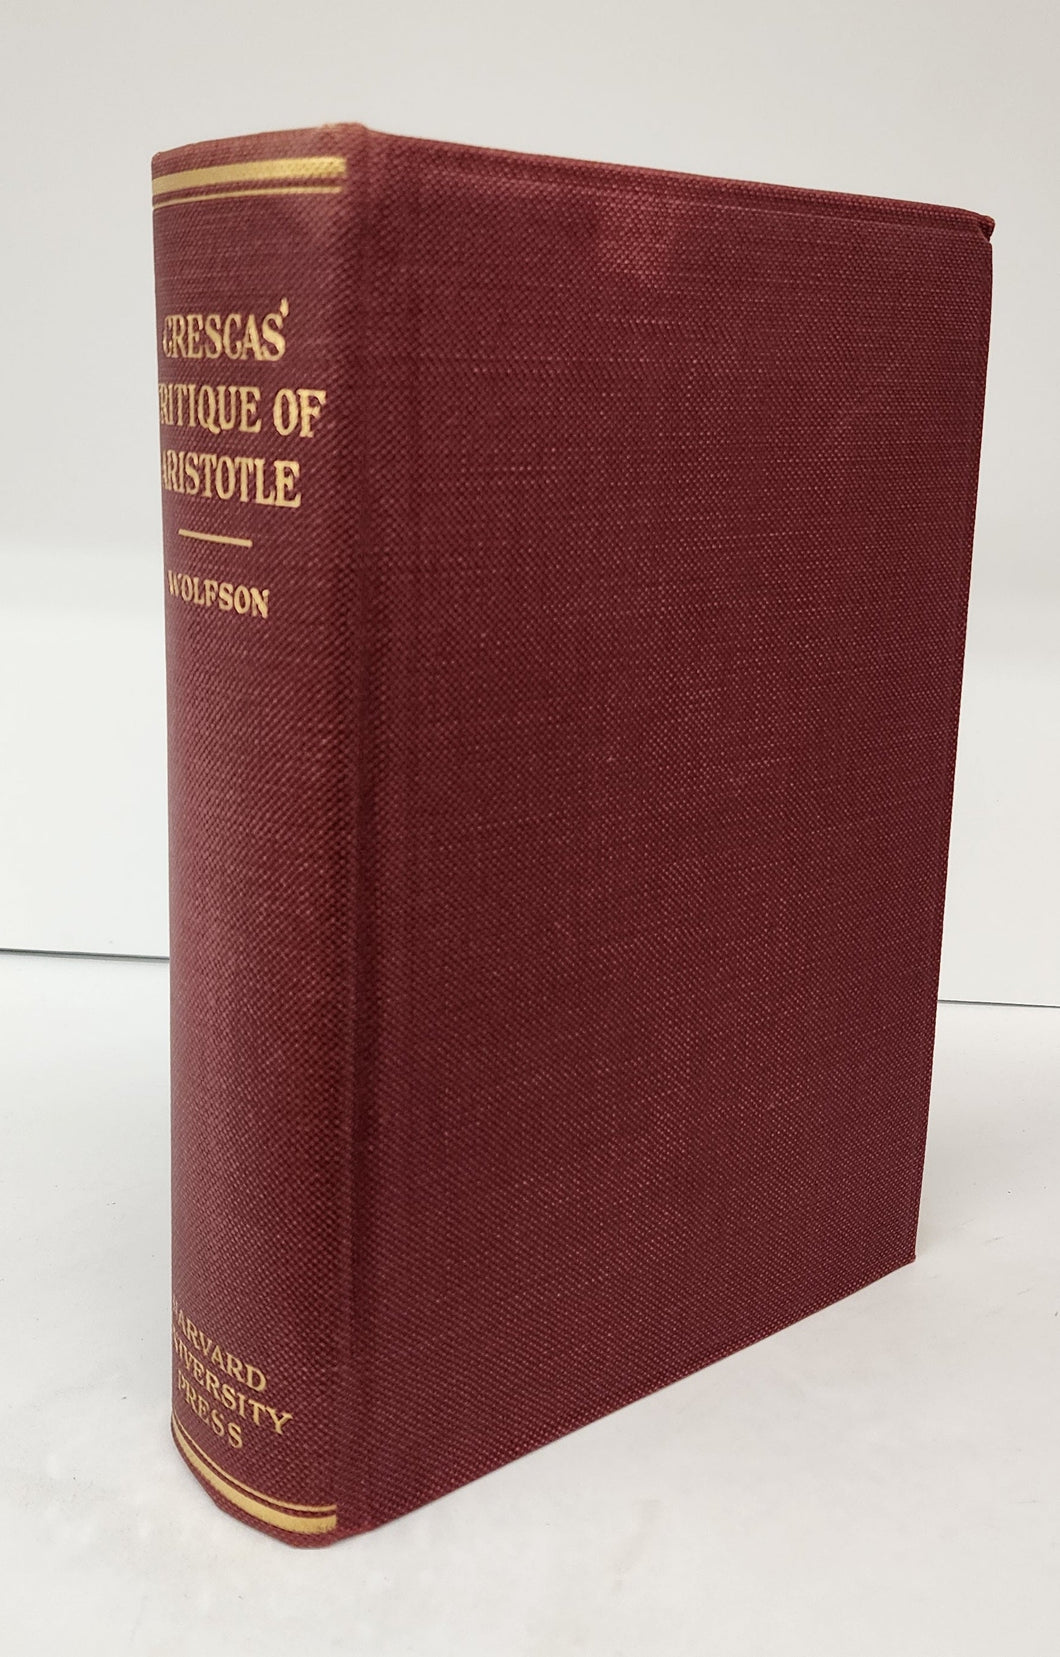 CRESCAS'
CRITIQUE OF
ARISTOTLE
WOLFSON
HARVARD
UNIVERSITY
PRESS